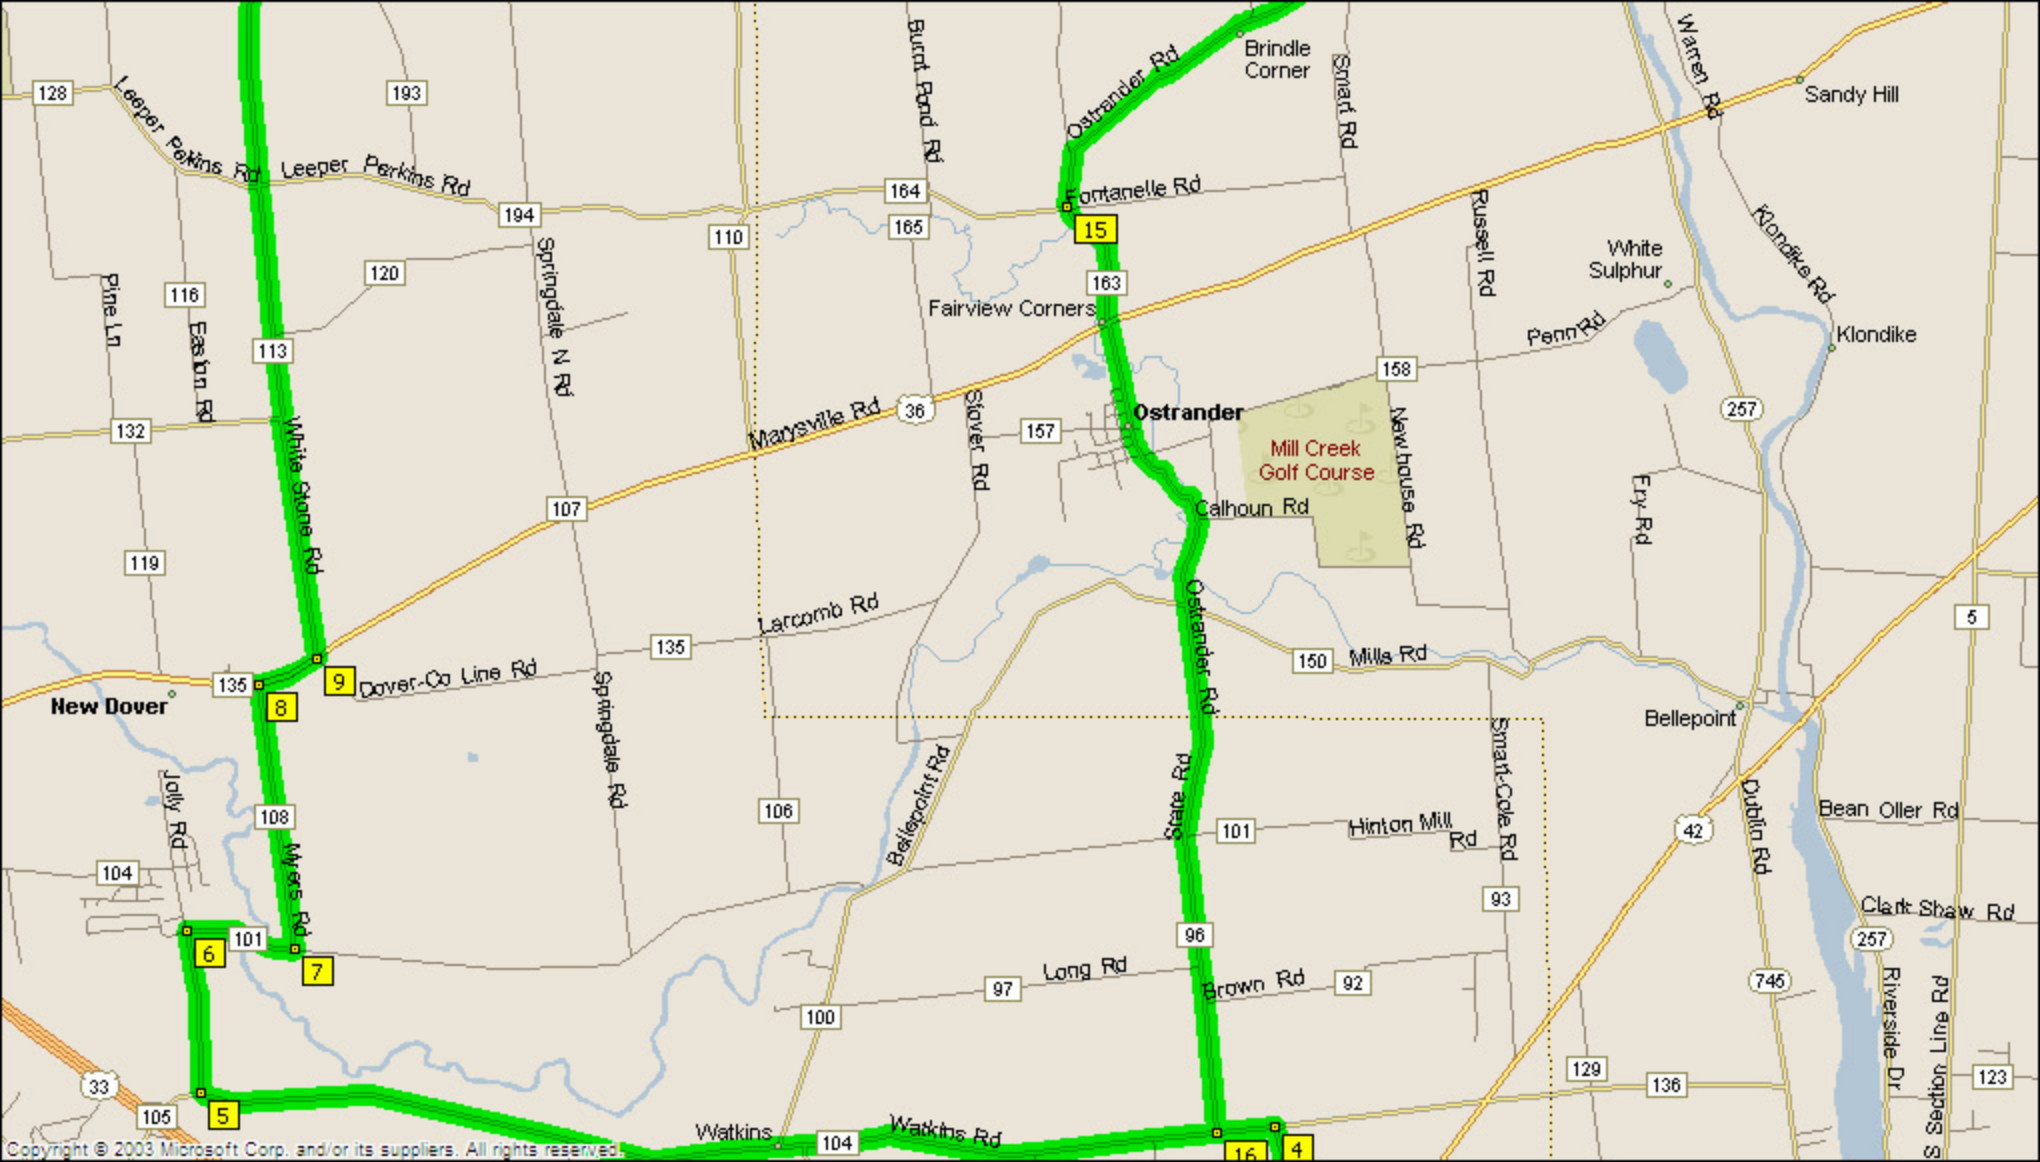 Brindle
Corner
Warren Rd
Burnt Pond Rd
Ostrander Rd
Smart Rd
Sandy Hill
128
193
Leeper Perkins Rd
Leeper Perkins Rd
164
Fontanelle Rd
194
110
165
15
Russell Rd
Klondike Rd
White
Sulphur
Springdale N Rd
120
116
Pine Ln
163
Fairview Corners
Penn Rd
Klondike
Easton Rd
113
158
36
Ostrander
257
Marysville Rd
Stover Rd
132
157
White Stone Rd
Mill Creek
Golf Course
Newhouse Rd
Fry Rd
107
Calhoun Rd
119
Larcomb Rd
Ostrander Rd
5
135
150
Mills Rd
135
9
Dover-Co Line Rd
8
New Dover
Springdale Rd
Bellepoint
Smart-Cole Rd
Bellepoint Rd
State Rd
Jolly Rd
108
106
101
Hinton Mill
Rd
42
Dublin Rd
Bean Oller Rd
104
Myers Rd
93
Clark Shaw Rd
6
101
7
96
257
97
Long Rd
Brown Rd
92
745
Riverside Dr
S Section Line Rd
100
33
105
5
129
136
123
Watkins
104
Watkins Rd
16
4
Copyright © 2003 Microsoft Corp. and/or its suppliers. All rights reserved.